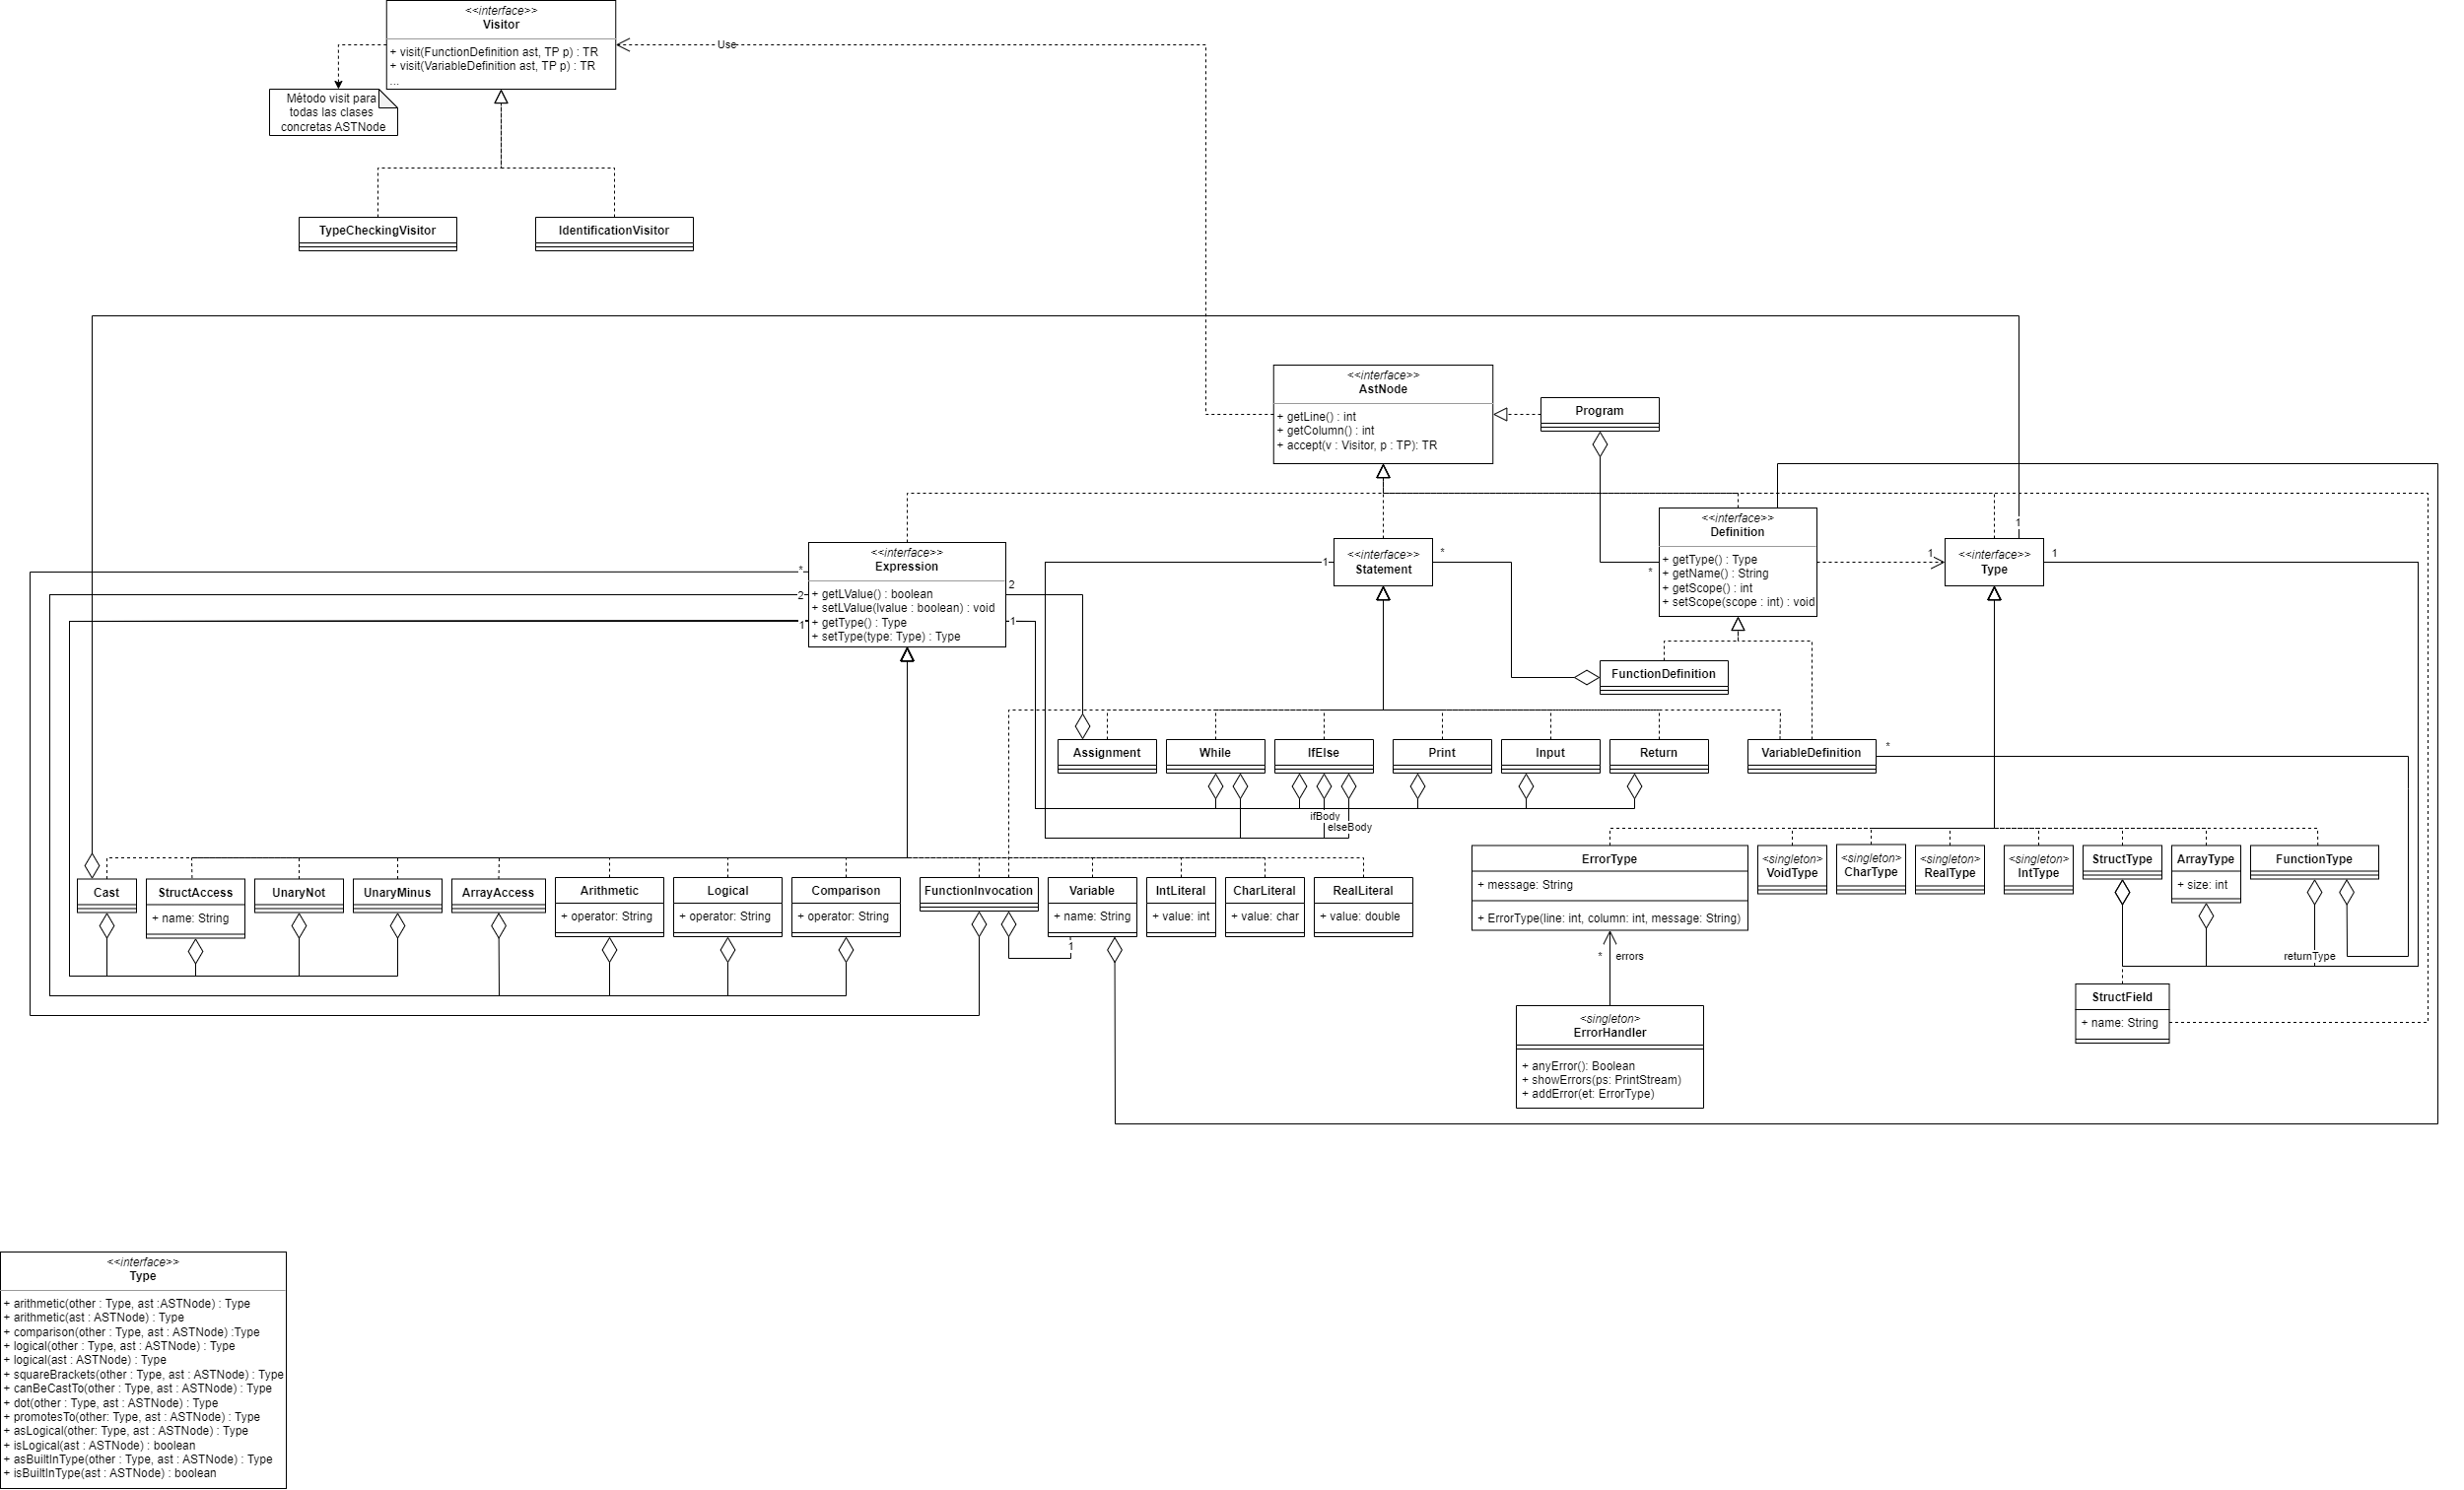 <<interface>>
Visitor
+ visit(FunctionDefinition ast, TP p) : TR
+ visit(VariableDefinition ast, TP p) : TR
...
Use
Método visit para
todas las clases
concretas ASTNode
TypeCheckingVisitor
IdentificationVisitor
<<interface>>
AstNode
+ getLine() : int
+ getColumn() : int
+ accept(v : Visitor, p : TP): TR
Program
<<interface>>
Expression
+ getLValue() : boolean
+ setLValue(lvalue : boolean) : void
+ getType() : Type
+ setType(type: Type) : Type
*
2
1
2
1
<<interface>>
Statement
1
*
<<interface>>
Definition
+ getType() : Type
+ getName() : String
+ getScope() : int
+ setScope(scope : int) : void
*
1
1
<<interface>>
Type
1
FunctionDefinition
Assignment
While
IfElse
Print
Input
Return
VariableDefinition
*
ifBody
elseBody
Cast
StructAccess
+ name: String
UnaryNot
UnaryMinus
ArrayAccess
Arithmetic
+ operator: String
Logical
+ operator: String
Comparison
+ operator: String
FunctionInvocation
Variable
+ name: String
1
IntLiteral
+ value: int
CharLiteral
+ value: char
RealLiteral
+ value: double
ErrorType
+ message: String
+ ErrorType(line: int, column: int, message: String)
<singleton>
VoidType
<singleton>
CharType
<singleton>
RealType
<singleton>
IntType
StructType
ArrayType
+ size: int
FunctionType
* errors
returnType
StructField
+ name: String
<singleton>
ErrorHandler
+ anyError(): Boolean
+ showErrors(ps: PrintStream)
+ addError(et: ErrorType)
<<interface>>
Type
+ arithmetic(other : Type, ast :ASTNode) : Type
+ arithmetic(ast : ASTNode) : Type
+ comparison(other : Type, ast : ASTNode) :Type
+ logical(other : Type, ast : ASTNode) : Type
+ logical(ast : ASTNode) : Type
+ squareBrackets(other : Type, ast : ASTNode) : Type
+ canBeCastTo(other : Type, ast : ASTNode) : Type
+ dot(other : Type, ast : ASTNode) : Type
+ promotesTo(other: Type, ast : ASTNode) : Type
+ asLogical(other: Type, ast : ASTNode) : Type
+ isLogical(ast : ASTNode) : boolean
+ asBuiltInType(other : Type, ast : ASTNode) : Type
+ isBuiltInType(ast : ASTNode) : boolean